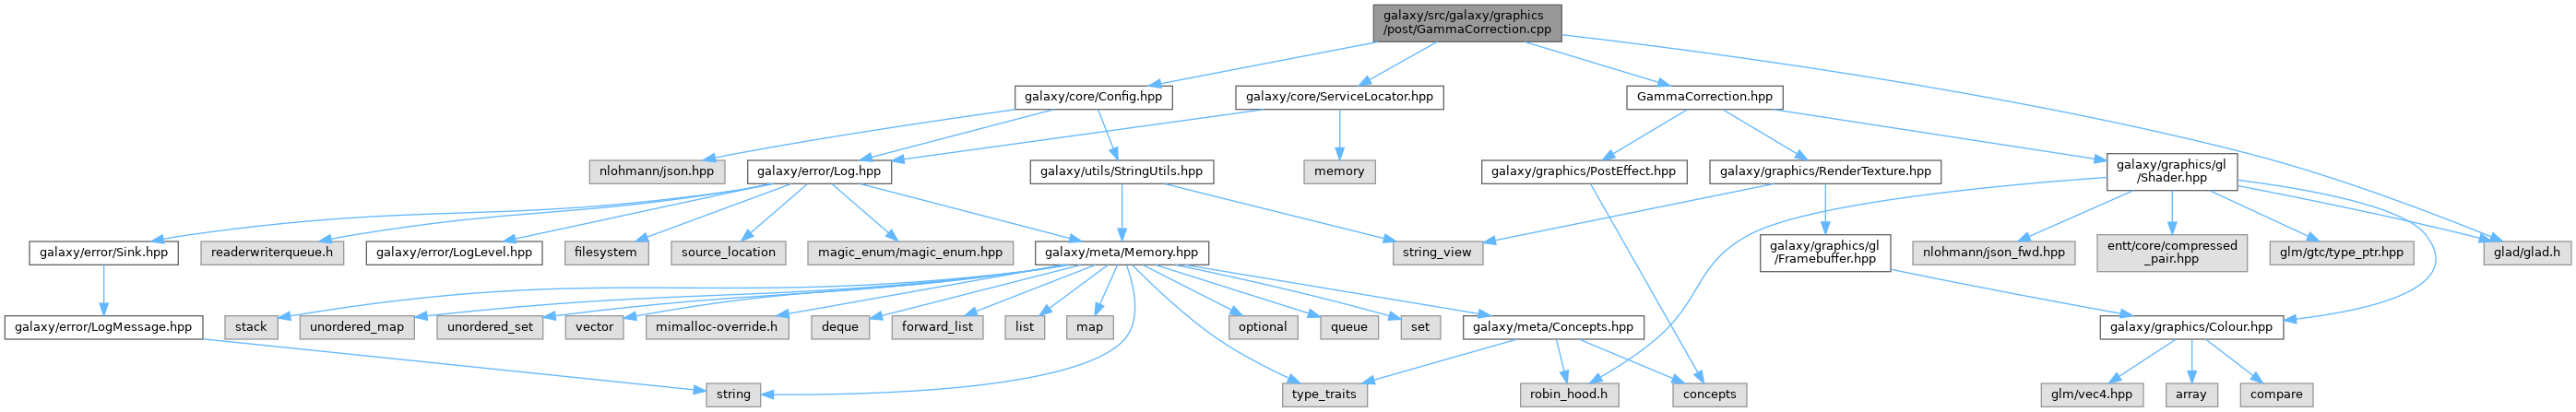 galaxy/src/galaxy/graphics
/post/GammaCorrection.cpp
galaxy/core/Config.hpp
galaxy/core/ServiceLocator.hpp
GammaCorrection.hpp
nlohmann/json.hpp
galaxy/error/Log.hpp
galaxy/utils/StringUtils.hpp
memory
galaxy/graphics/PostEffect.hpp
galaxy/graphics/RenderTexture.hpp
galaxy/graphics/gl
/Shader.hpp
galaxy/error/Sink.hpp
readerwriterqueue.h
galaxy/error/LogLevel.hpp
filesystem
source_location
magic_enum/magic_enum.hpp
galaxy/meta/Memory.hpp
string_view
galaxy/graphics/gl
/Framebuffer.hpp
nlohmann/json_fwd.hpp
entt/core/compressed
_pair.hpp
glm/gtc/type_ptr.hpp
glad/glad.h
galaxy/error/LogMessage.hpp
stack
unordered_map
unordered_set
vector
mimalloc-override.h
deque
forward_list
list
map
optional
queue
set
galaxy/meta/Concepts.hpp
galaxy/graphics/Colour.hpp
string
type_traits
robin_hood.h
concepts
glm/vec4.hpp
array
compare